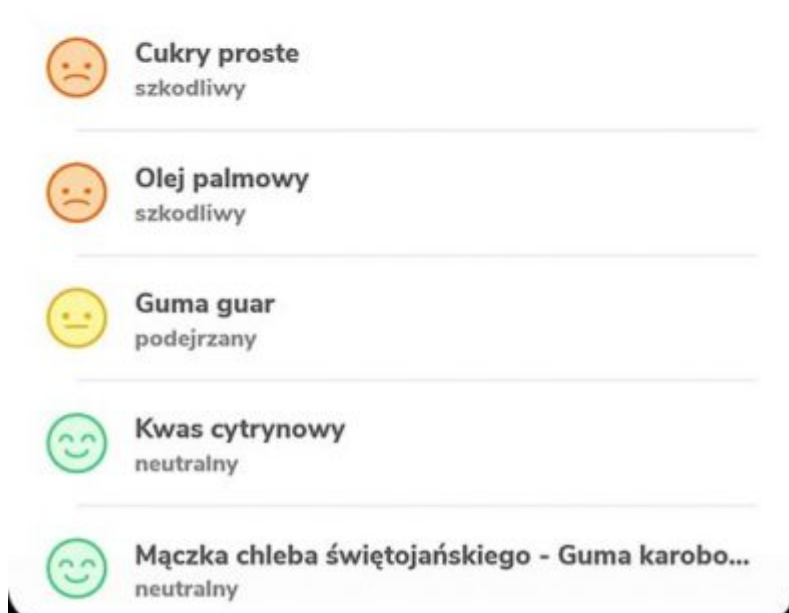 Cukry proste
szkodliwy
Olej palmowy
szkodliwy
Guma guar
podejrzany
Kwas cytrynowy
neutralny
Mączka chleba świętojańskiego - Guma karobo...
neutralny